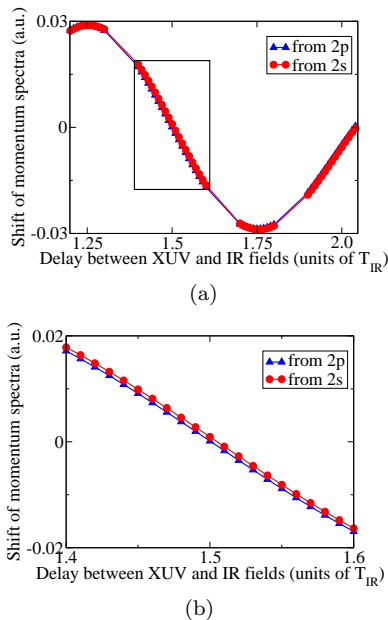 Shift of momentum spectra (a.u.)
0.03
0
-0.03
from 2p
from 2s
1.25
1.5
1.75
2.0
Delay between XUV and IR fields (units of T_IR)
(a)
Shift of momentum spectra (a.u.)
0.02
0
-0.02
from 2p
from 2s
1.4
1.5
1.6
Delay between XUV and IR fields (units of T_IR)
(b)